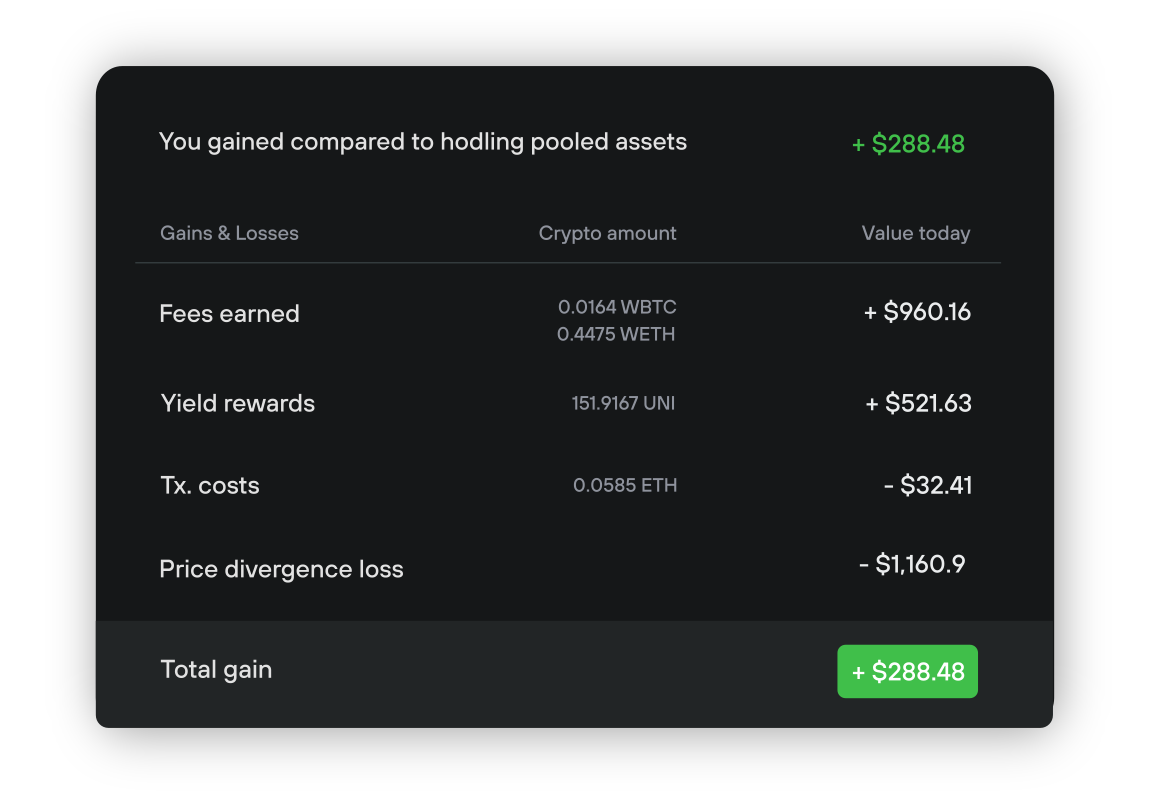 You gained compared to hodling pooled assets + $288.48
Gains & Losses Crypto amount Value today
Fees earned 0.0164 WBTC + $960.16
0.4475 WETH
Yield rewards 151.9167 UNI + $521.63
Tx. costs 0.0585 ETH - $32.41
Price divergence loss - $1,160.9
Total gain + $288.48